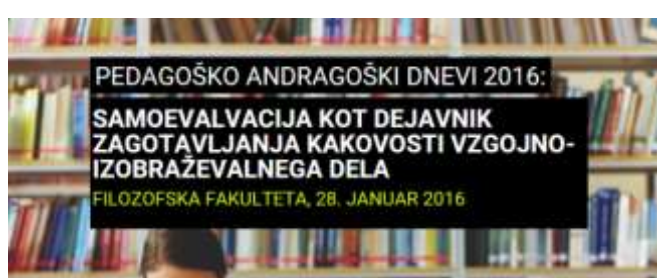 PEDAGOŠKO ANDRAGOŠKI DNEVI 2016:
SAMOEVALVACIJA KOT DEJAVNIK
ZAGOTAVLJANJA KAKOVOSTI VZGOJNO-
IZOBRAŽEVALNEGA DELA
FILOZOFSKA FAKULTETA, 28. JANUAR 2016